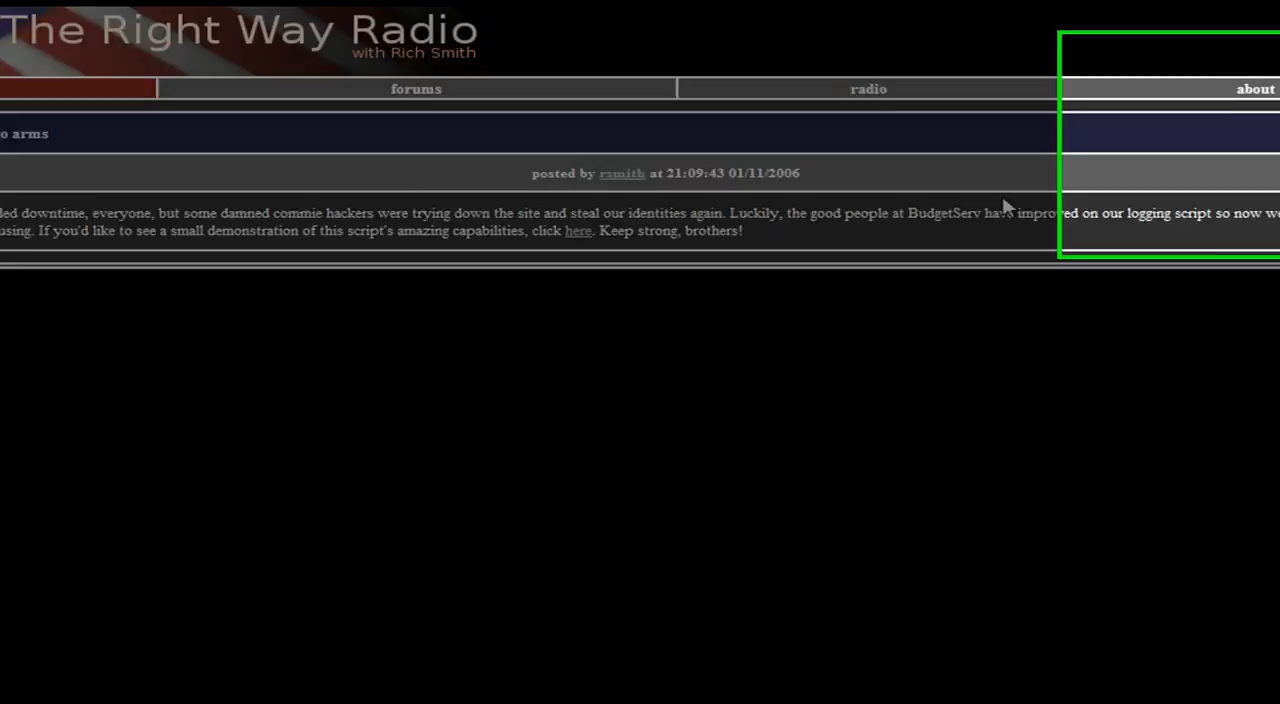 The Right Way Radio
with Rich Smith
forums radio about
o arms
posted by rsmith at 21:09:43 01/11/2006
ded downtime, everyone, but some damned commie hackers were trying down the site and steal our identities again. Luckily, the good people at BudgetServ have improved on our logging script so now we
using. If you'd like to see a small demonstration of this script's amazing capabilities, click here. Keep strong, brothers!